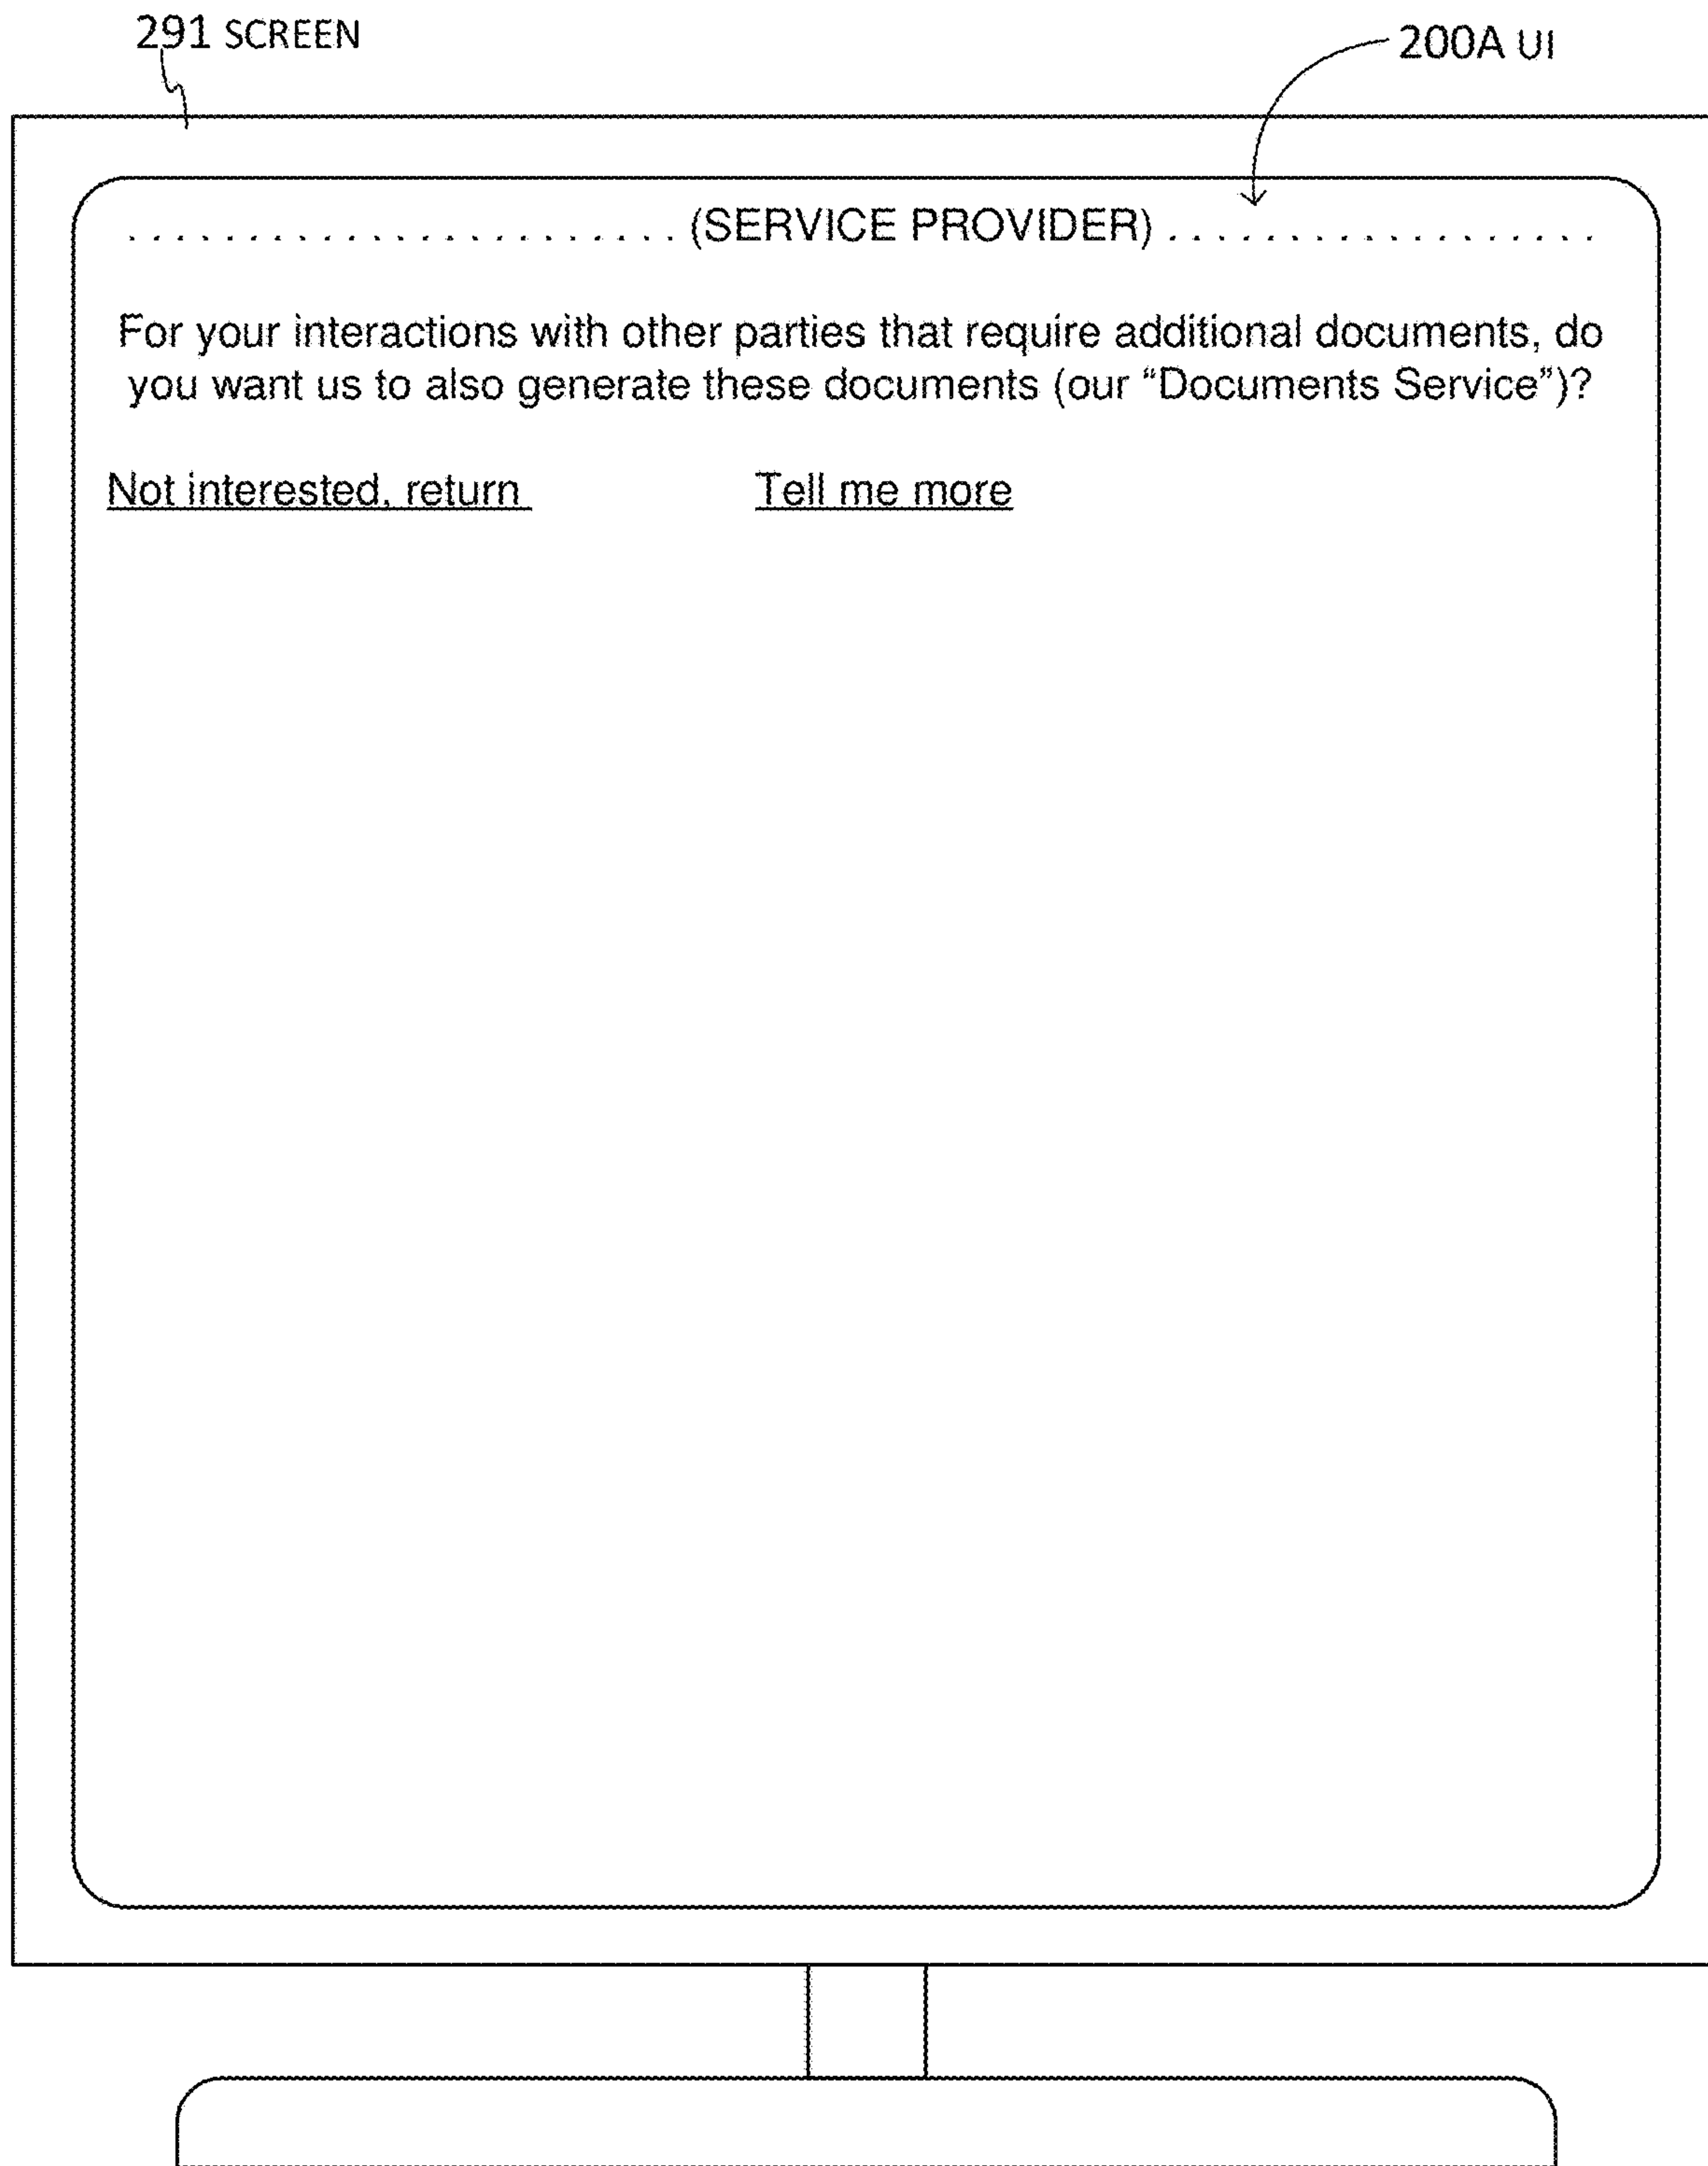 291 SCREEN
200A UI
. . . . . . . . . . . . . . . . . . . . . . . (SERVICE PROVIDER) . . . . . . . . . . . . . . . . . .
For your interactions with other parties that require additional documents, do
you want us to also generate these documents (our “Documents Service”)?
Not interested, return Tell me more